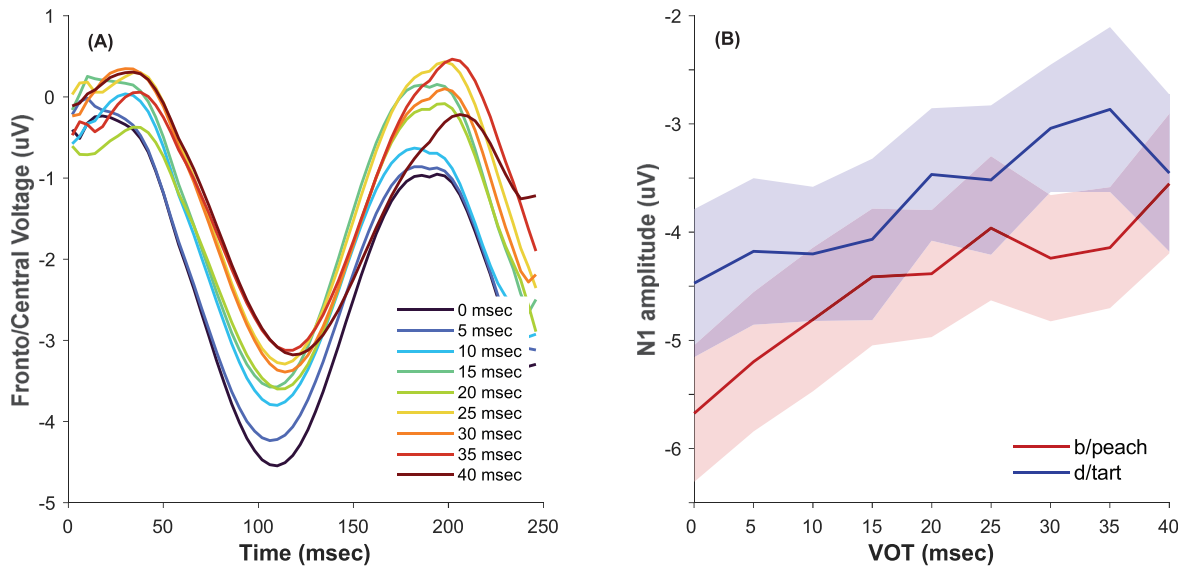 (A)
Fronto/Central Voltage (uV)
1
0
-1
-2
-3
-4
-5
0 msec
5 msec
10 msec
15 msec
20 msec
25 msec
30 msec
35 msec
40 msec
0 50 100 150 200 250
Time (msec)
(B)
N1 amplitude (uV)
-2
-3
-4
-5
-6
b/peach
d/tart
0 5 10 15 20 25 30 35 40
VOT (msec)